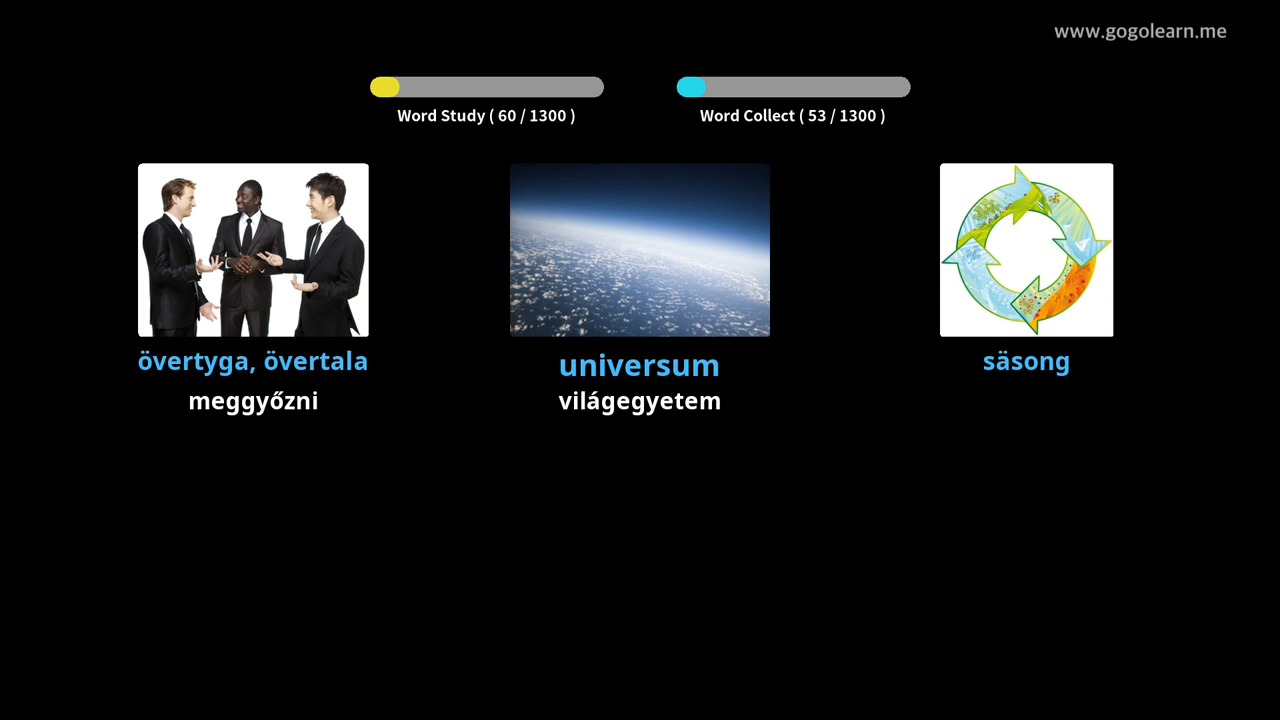 www.gogolearn.me
Word Study ( 60 / 1300 )
Word Collect ( 53 / 1300 )
övertyga, övertala
meggyőzni
universum
világegyetem
säsong